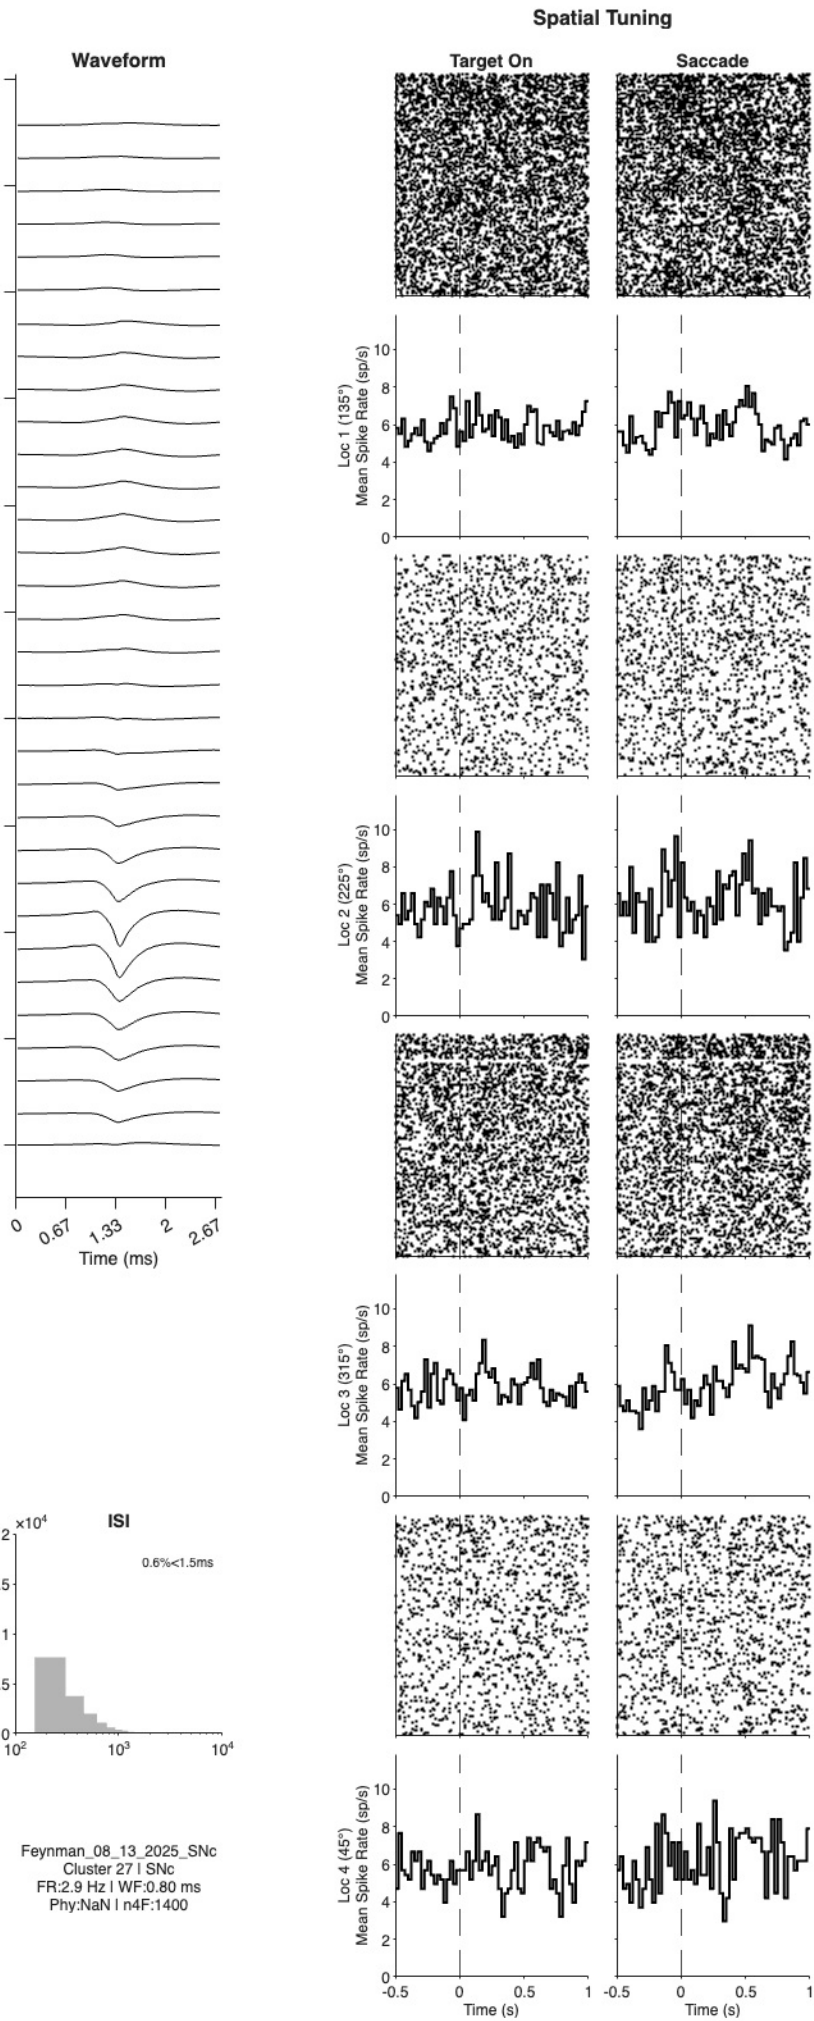 Spatial Tuning
Waveform
Target On
Saccade
Loc 1 (135°)
Mean Spike Rate (sp/s)
10
8
6
4
2
0
Loc 2 (225°)
Mean Spike Rate (sp/s)
10
8
6
4
2
0
0
0.67
1.33
2
2.67
Time (ms)
Loc 3 (315°)
Mean Spike Rate (sp/s)
10
8
6
4
2
0
ISI
×10⁴
2
.5
1
.5
0
0.6%<1.5ms
10² 10³ 10⁴
Loc 4 (45°)
Mean Spike Rate (sp/s)
10
8
6
4
2
0
Feynman_08_13_2025_SNc
Cluster 27 | SNc
FR:2.9 Hz | WF:0.80 ms
Phy:NaN | n4F:1400
-0.5 0 0.5 1
-0.5 0 0.5 1
Time (s)
Time (s)